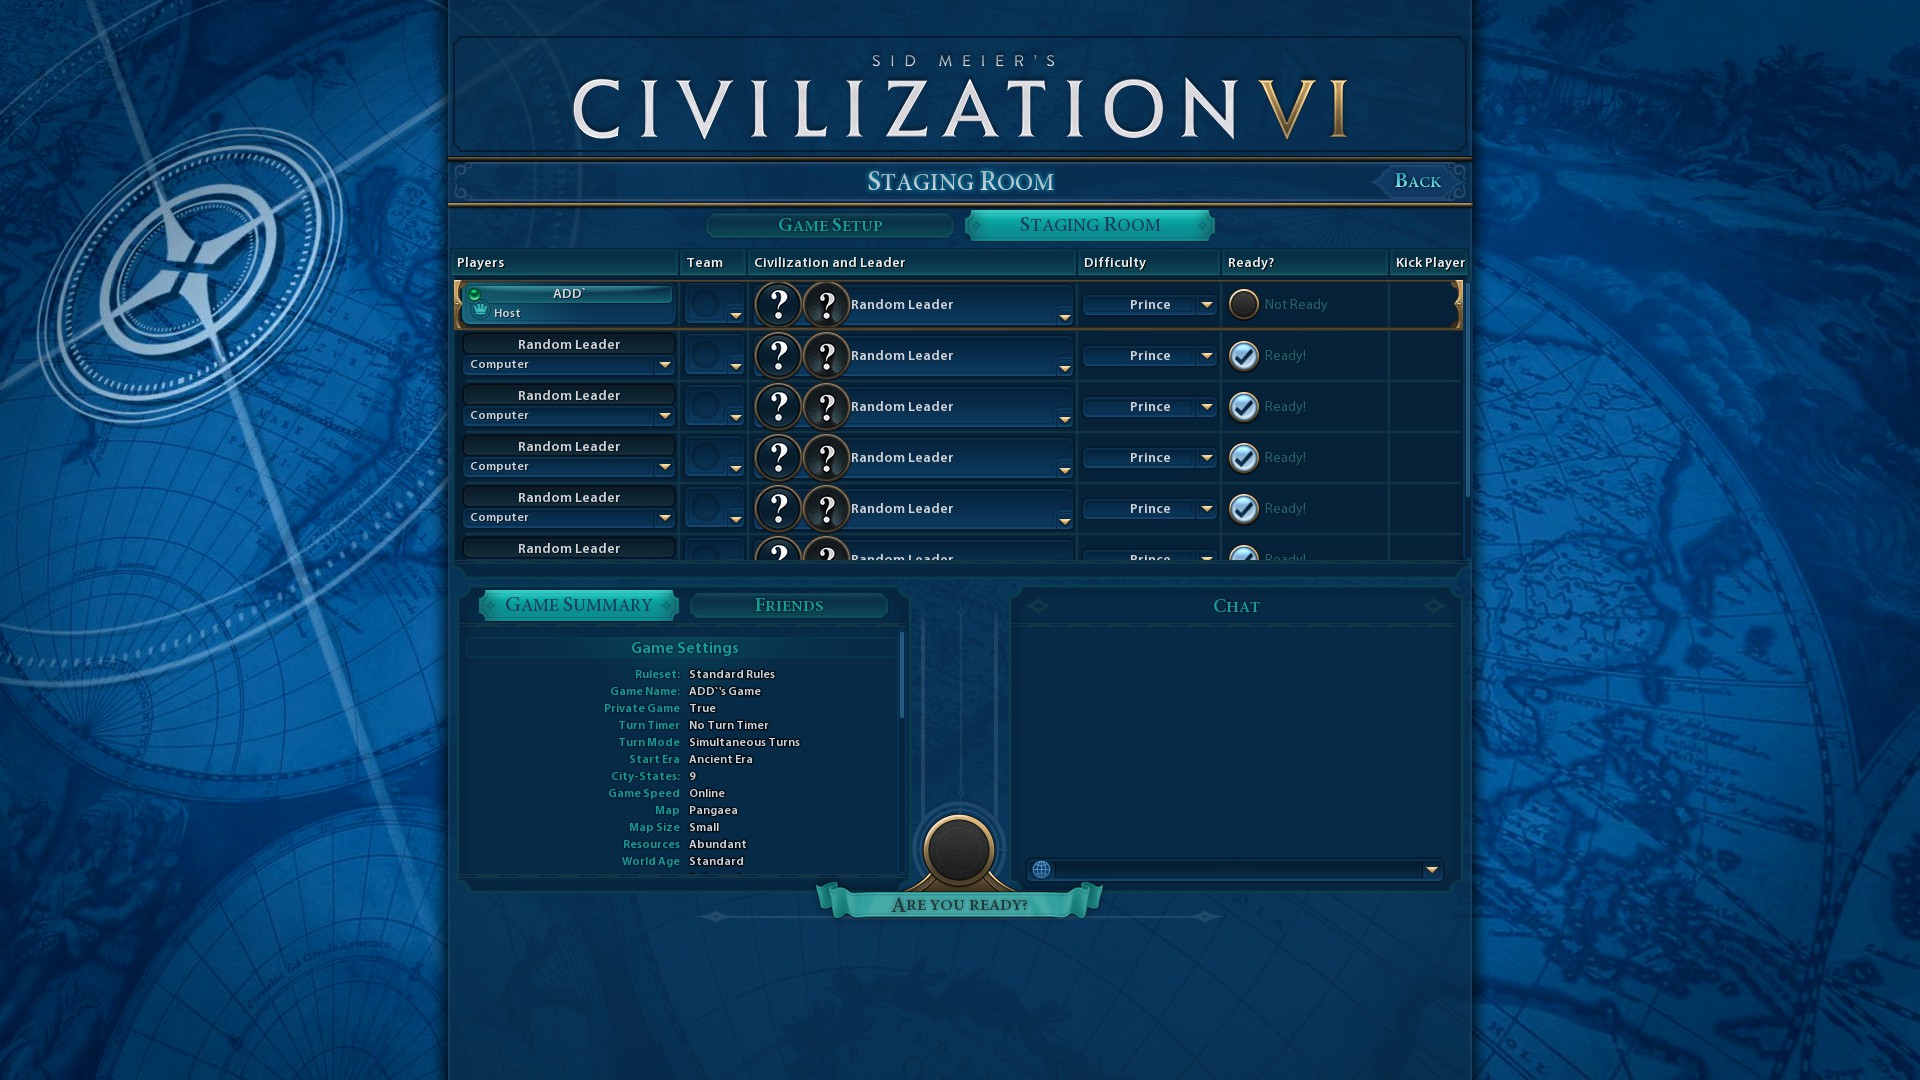 SID MEIER'S
CIVILIZATION VI
STAGING ROOM
BACK
GAME SETUP
STAGING ROOM
Players Team Civilization and Leader Difficulty Ready? Kick Player
ADD`
Host
? ? Random Leader Prince Not Ready
Random Leader
Computer
? ? Random Leader Prince Ready!
Random Leader
Computer
? ? Random Leader Prince Ready!
Random Leader
Computer
? ? Random Leader Prince Ready!
Random Leader
Computer
? ? Random Leader Prince Ready!
Random Leader
? ? Random Leader Prince Ready!
GAME SUMMARY
FRIENDS
CHAT
Game Settings
Ruleset: Standard Rules
Game Name: ADD`'s Game
Private Game True
Turn Timer No Turn Timer
Turn Mode Simultaneous Turns
Start Era Ancient Era
City-States: 9
Game Speed Online
Map Pangaea
Map Size Small
Resources Abundant
World Age Standard
ARE YOU READY?